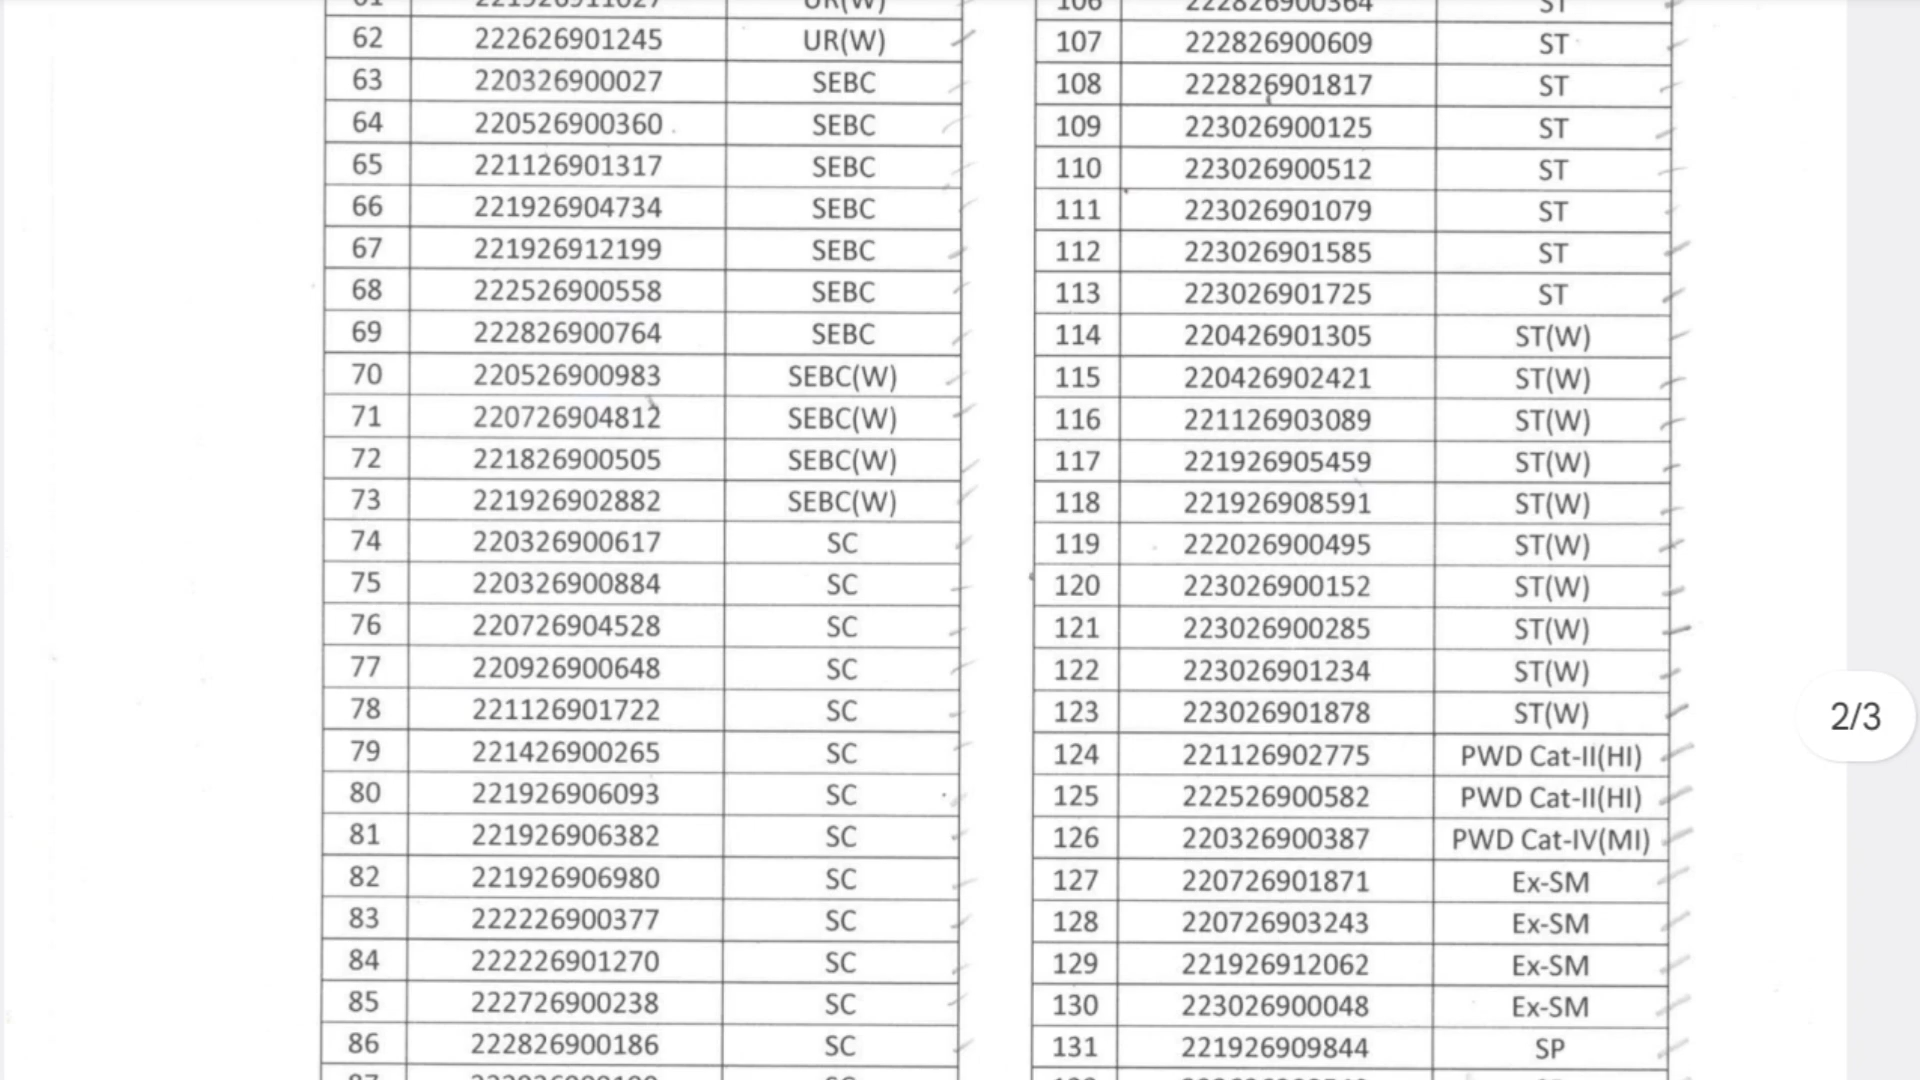 62 222626901245 UR(W)
63 220326900027 SEBC
64 220526900360 SEBC
65 221126901317 SEBC
66 221926904734 SEBC
67 221926912199 SEBC
68 222526900558 SEBC
69 222826900764 SEBC
70 220526900983 SEBC(W)
71 220726904812 SEBC(W)
72 221826900505 SEBC(W)
73 221926902882 SEBC(W)
74 220326900617 SC
75 220326900884 SC
76 220726904528 SC
77 220926900648 SC
78 221126901722 SC
79 221426900265 SC
80 221926906093 SC
81 221926906382 SC
82 221926906980 SC
83 222226900377 SC
84 222226901270 SC
85 222726900238 SC
86 222826900186 SC
106 222826900364 ST
107 222826900609 ST
108 222826901817 ST
109 223026900125 ST
110 223026900512 ST
111 223026901079 ST
112 223026901585 ST
113 223026901725 ST
114 220426901305 ST(W)
115 220426902421 ST(W)
116 221126903089 ST(W)
117 221926905459 ST(W)
118 221926908591 ST(W)
119 222026900495 ST(W)
120 223026900152 ST(W)
121 223026900285 ST(W)
122 223026901234 ST(W)
123 223026901878 ST(W)
124 221126902775 PWD Cat-II(HI)
125 222526900582 PWD Cat-II(HI)
126 220326900387 PWD Cat-IV(MI)
127 220726901871 Ex-SM
128 220726903243 Ex-SM
129 221926912062 Ex-SM
130 223026900048 Ex-SM
131 221926909844 SP
2/3